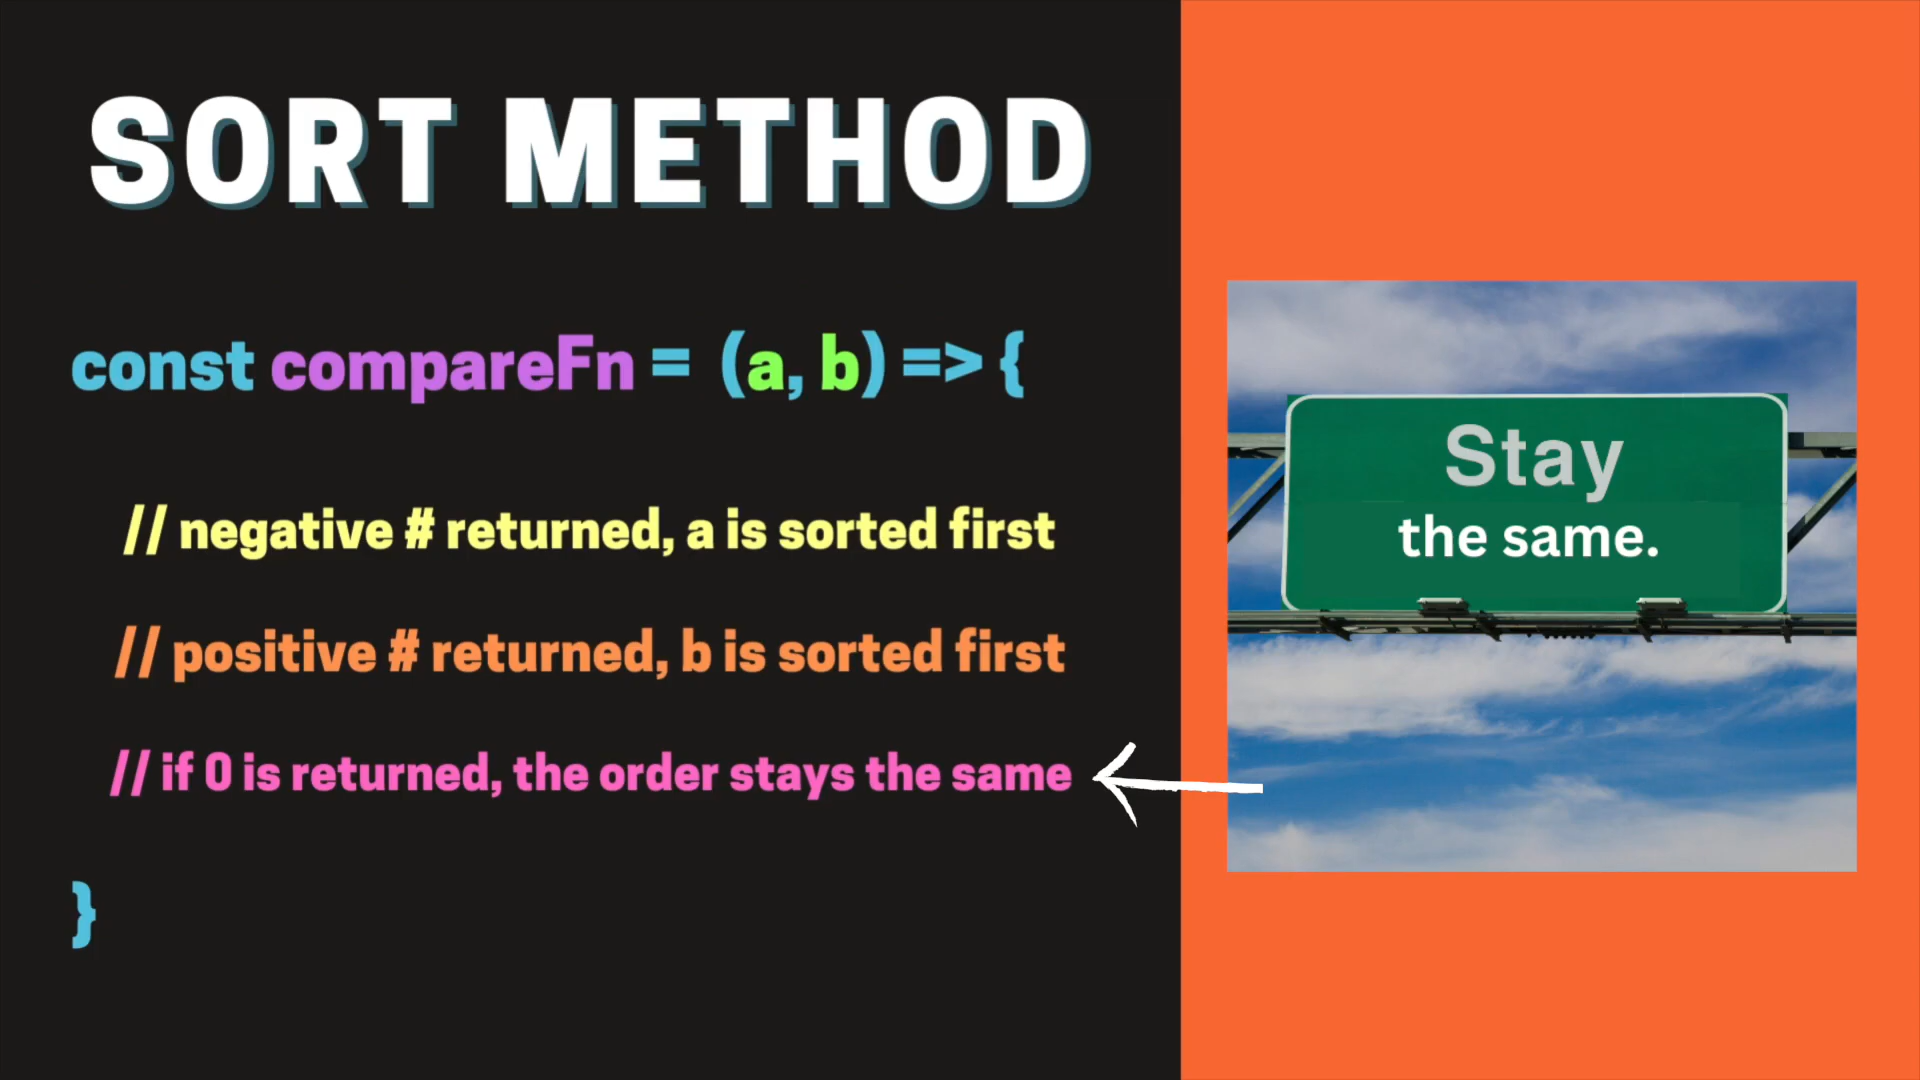 SORT METHOD
const compareFn = (a, b) => {
// negative # returned, a is sorted first
// positive # returned, b is sorted first
// if 0 is returned, the order stays the same
}
Stay
the same.